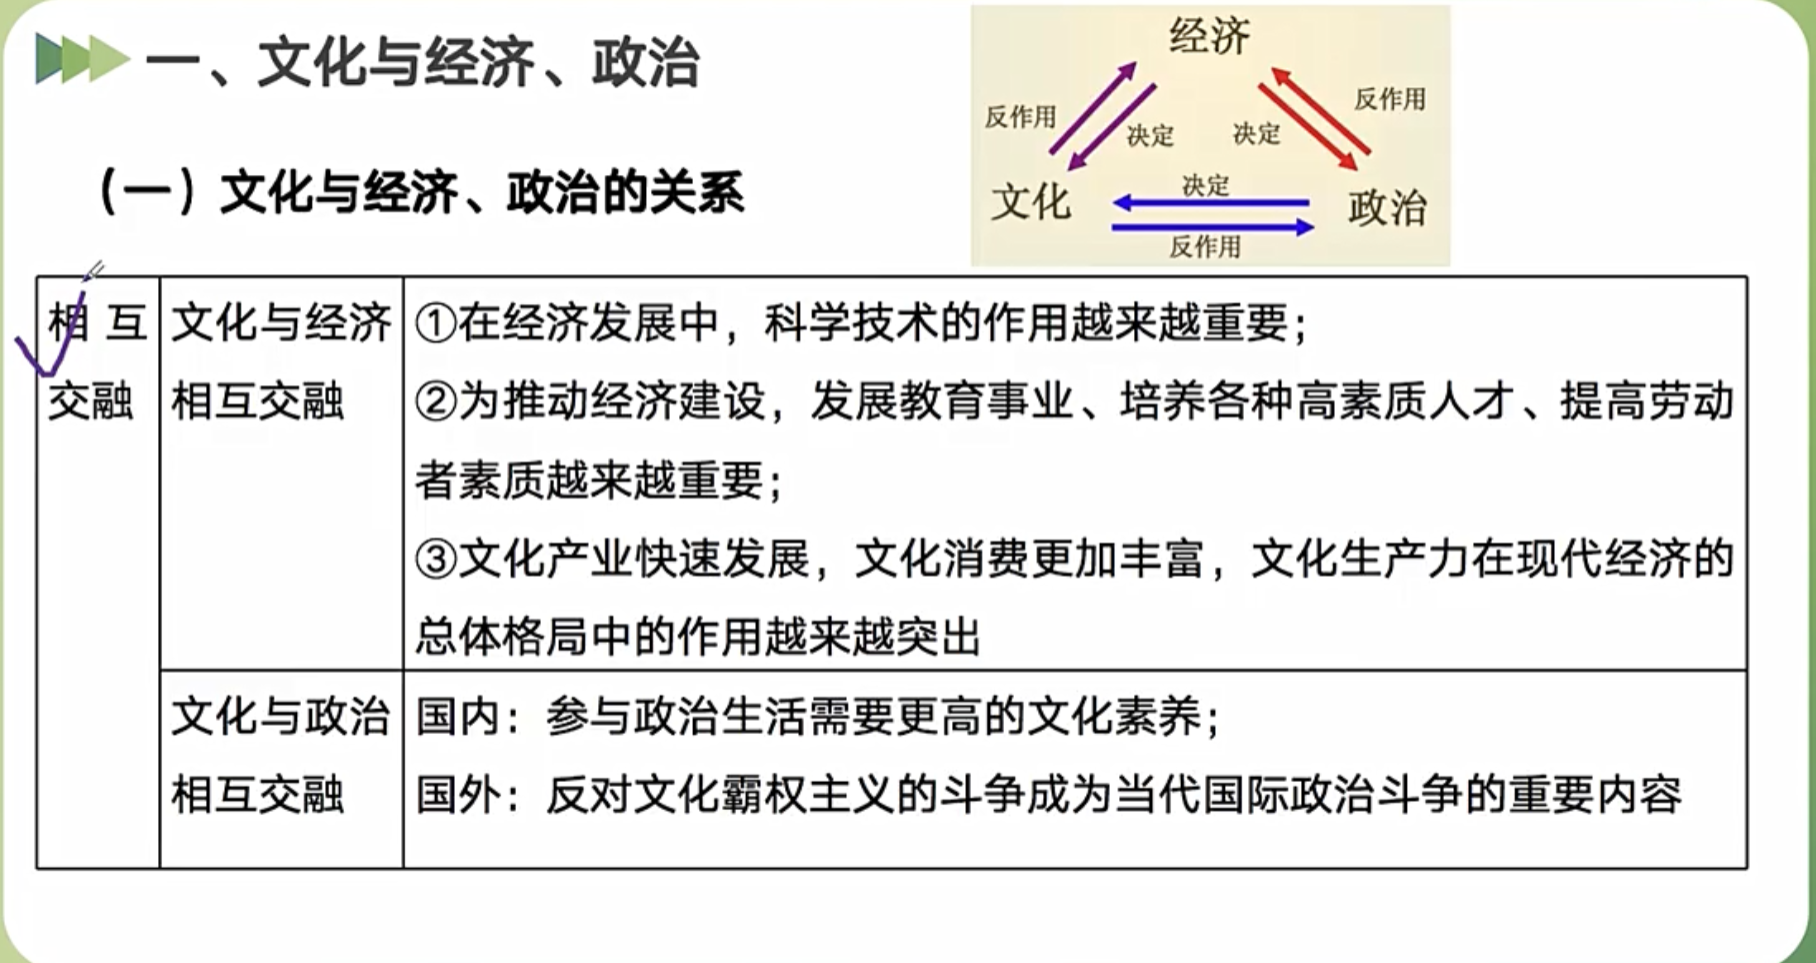 一、文化与经济、政治
（一）文化与经济、政治的关系
经济
反作用
决定
决定
反作用
文化
决定
政治
反作用
相互
交融
文化与经济
相互交融
①在经济发展中，科学技术的作用越来越重要；
②为推动经济建设，发展教育事业、培养各种高素质人才、提高劳动
者素质越来越重要；
③文化产业快速发展，文化消费更加丰富，文化生产力在现代经济的
总体格局中的作用越来越突出
文化与政治
相互交融
国内：参与政治生活需要更高的文化素养；
国外：反对文化霸权主义的斗争成为当代国际政治斗争的重要内容